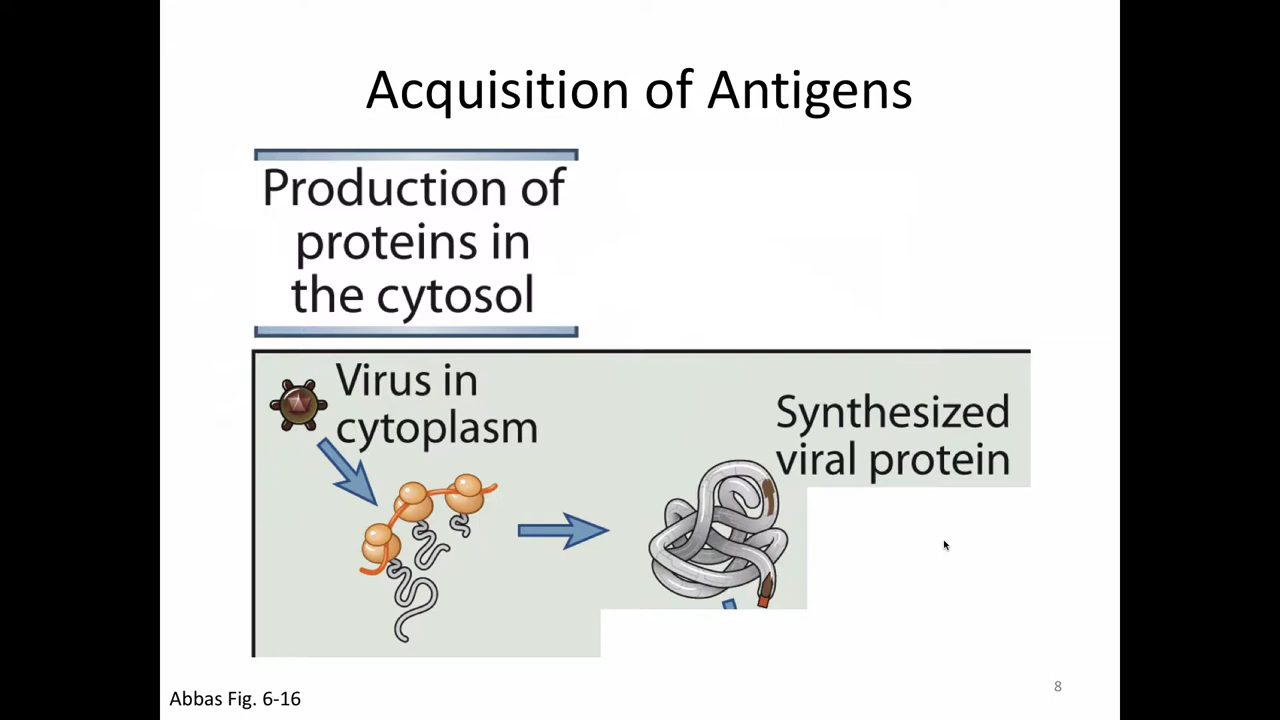 Acquisition of Antigens
Production of
proteins in
the cytosol
Virus in
cytoplasm
Synthesized
viral protein
Abbas Fig. 6-16
8